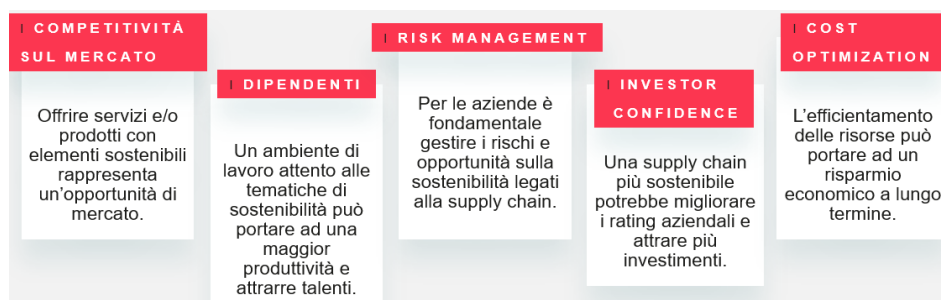 | COMPETITIVITÁ
SUL MERCATO
Offrire servizi e/o
prodotti con
elementi sostenibili
rappresenta
un’opportunità di
mercato.
| DIPENDENTI
Un ambiente di
lavoro attento alle
tematiche di
sostenibilità può
portare ad una
maggior
produttività e
attrarre talenti.
| RISK MANAGEMENT
Per le aziende è
fondamentale
gestire i rischi e
opportunità sulla
sostenibilità legati
alla supply chain.
| INVESTOR
CONFIDENCE
Una supply chain
più sostenibile
potrebbe migliorare
i rating aziendali e
attrarre più
investimenti.
| COST
OPTIMIZATION
L’efficientamento
delle risorse può
portare ad un
risparmio
economico a lungo
termine.